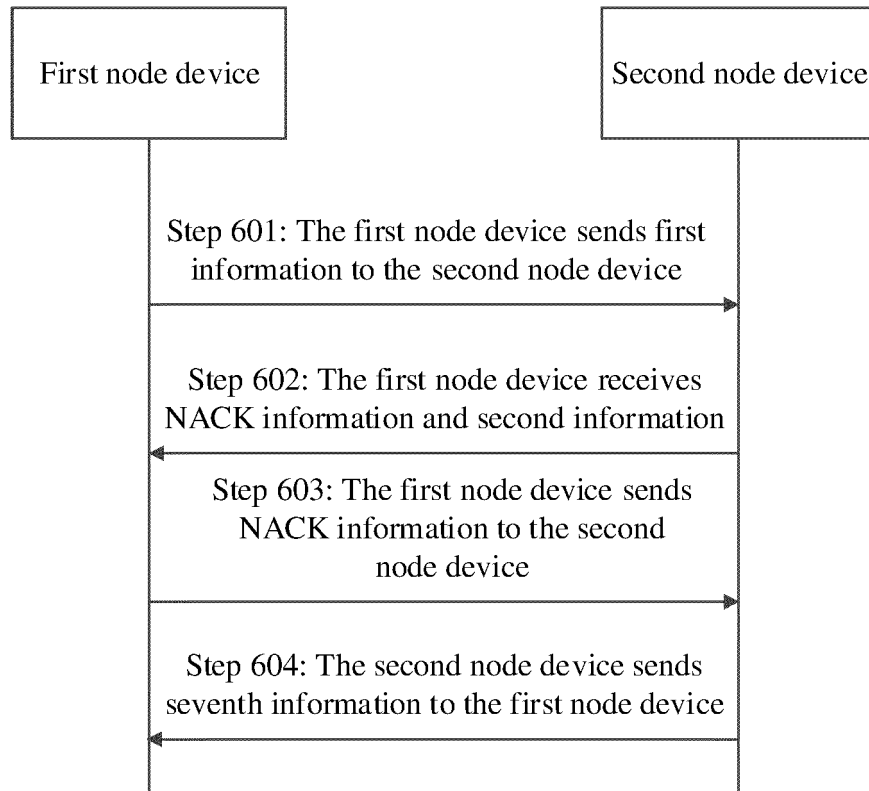 First node device
Second node device
Step 601: The first node device sends first
information to the second node device
Step 602: The first node device receives
NACK information and second information
Step 603: The first node device sends
NACK information to the second
node device
Step 604: The second node device sends
seventh information to the first node device